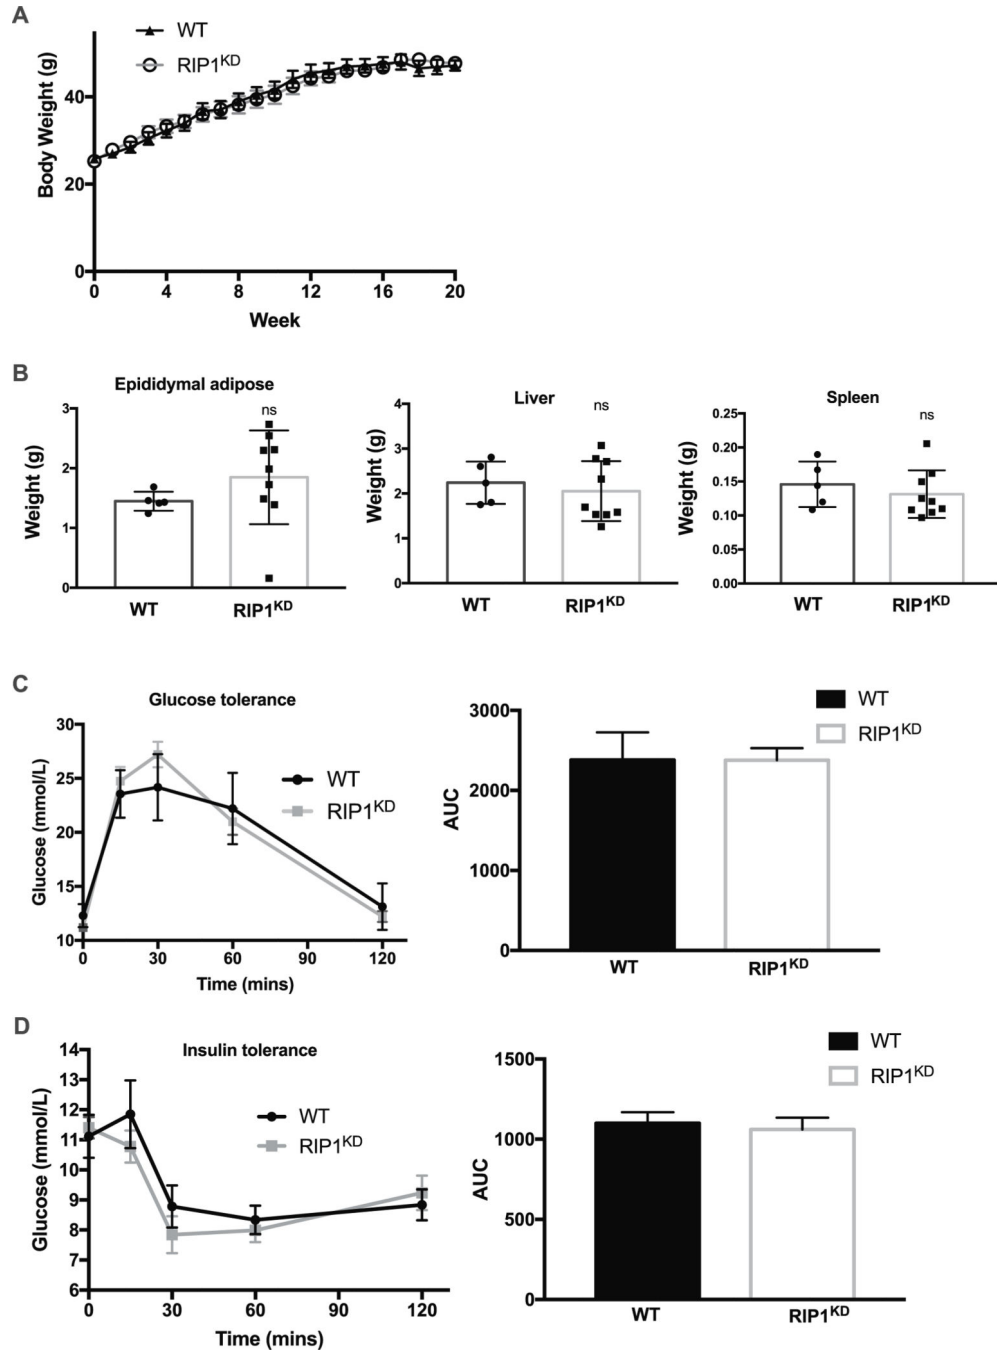 A
WT
RIP1KD
Body Weight (g)
40
20
0
0 4 8 12 16 20
Week
B
Epididymal adipose
ns
Weight (g)
3
2
1
0
WT RIP1KD
Liver
ns
Weight (g)
4
3
2
1
0
WT RIP1KD
Spleen
ns
Weight (g)
0.25
0.20
0.15
0.10
0.05
0.00
WT RIP1KD
C
Glucose tolerance
WT
RIP1KD
Glucose (mmol/L)
30
25
20
15
10
0 30 60 90 120
Time (mins)
WT
RIP1KD
AUC
3000
2000
1000
0
WT RIP1KD
D
Insulin tolerance
WT
RIP1KD
Glucose (mmol/L)
14
13
12
11
10
9
8
7
6
0 30 60 90 120
Time (mins)
WT
RIP1KD
AUC
1500
1000
500
0
WT RIP1KD